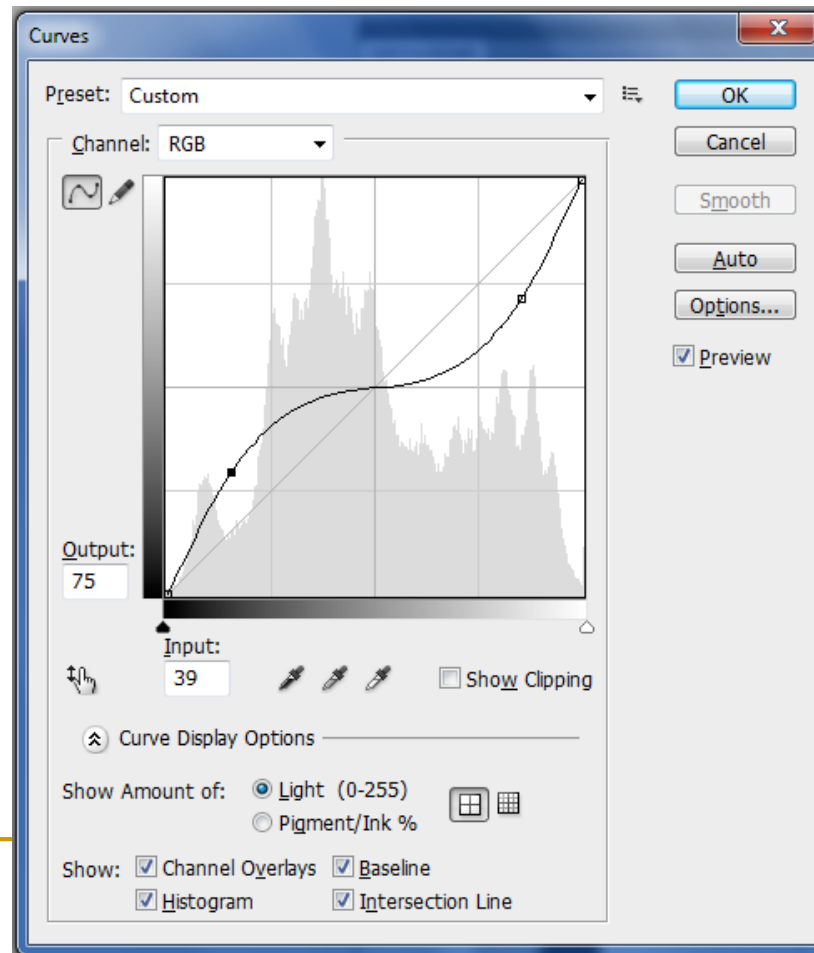 Curves
Preset: Custom
OK
Channel: RGB
Cancel
Smooth
Auto
Options...
Preview
Output:
75
Input:
39
Show Clipping
Curve Display Options
Show Amount of: Light (0-255)
Pigment/Ink %
Show: Channel Overlays Baseline
Histogram Intersection Line